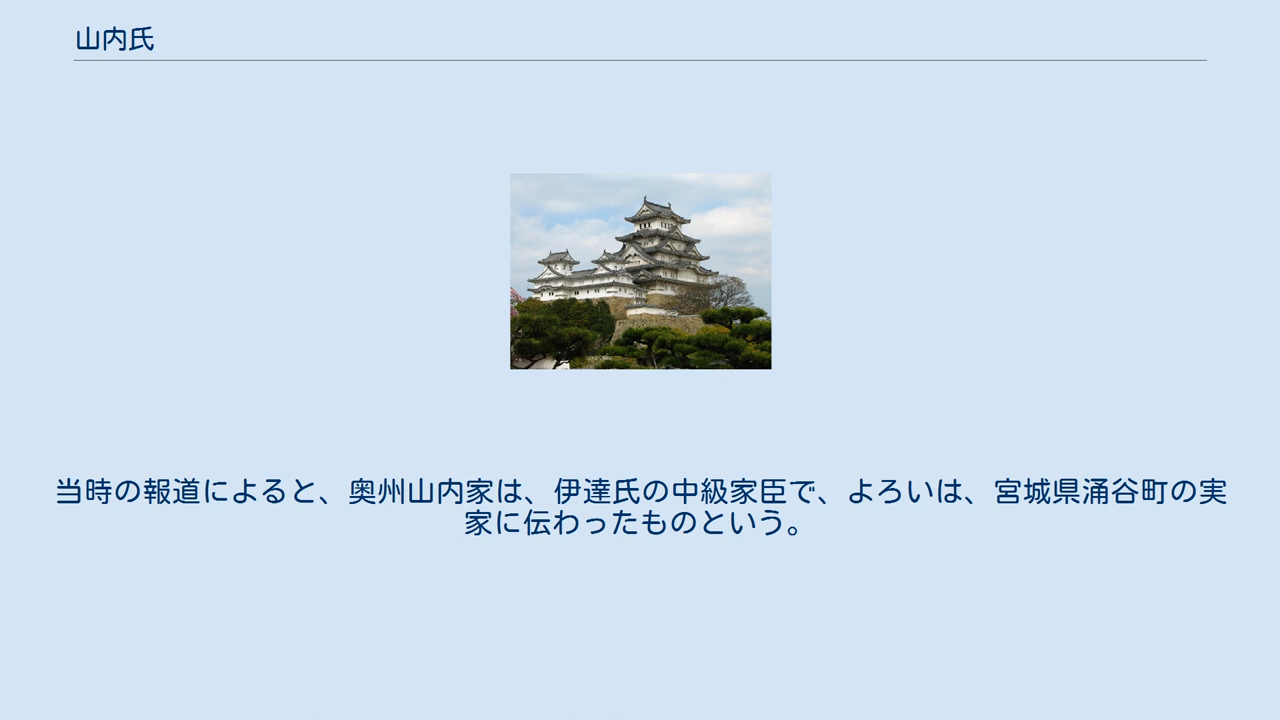 山内氏
当時の報道によると、奥州山内家は、伊達氏の中級家臣で、よろいは、宮城県涌谷町の実
家に伝わったものという。